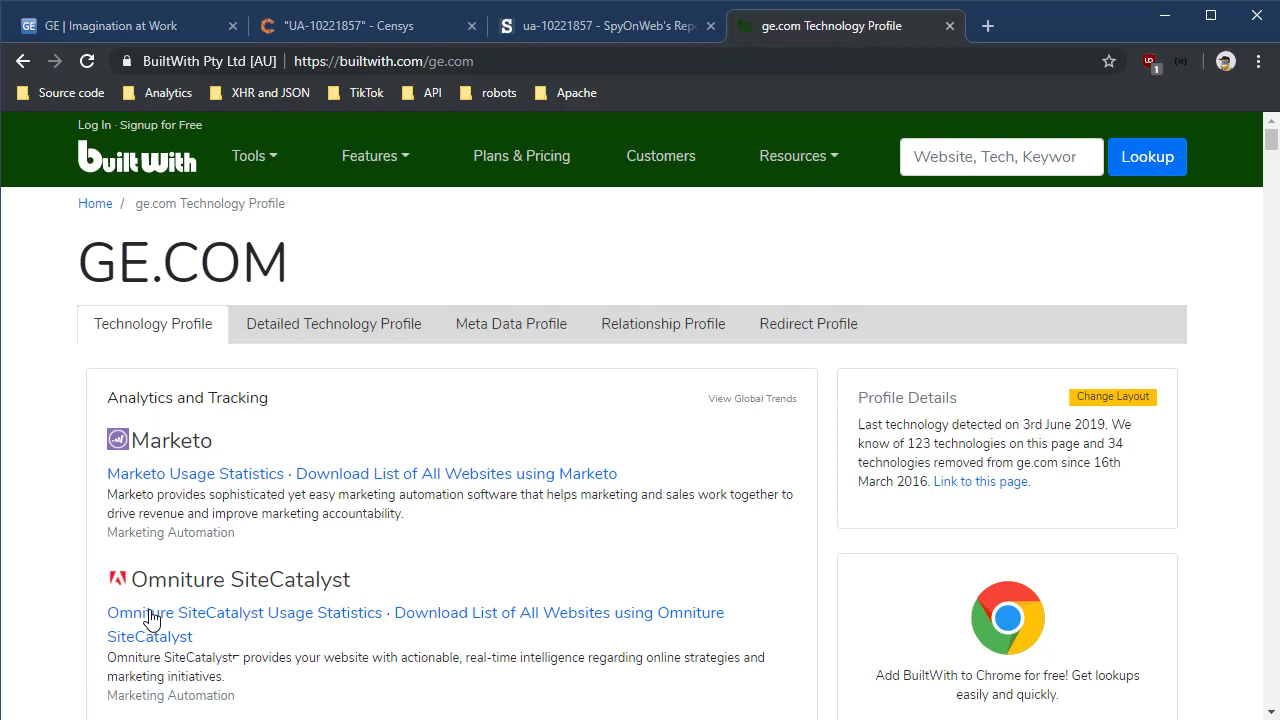 GE | Imagination at Work
"UA-10221857" - Censys
ua-10221857 - SpyOnWeb's Repo
ge.com Technology Profile
BuiltWith Pty Ltd [AU]
https://builtwith.com/ge.com
1
Source code
Analytics
XHR and JSON
TikTok
API
robots
Apache
Log In · Signup for Free
built With
Tools
Features
Plans & Pricing
Customers
Resources
Website, Tech, Keywor
Lookup
Home / ge.com Technology Profile
GE.COM
Technology Profile
Detailed Technology Profile
Meta Data Profile
Relationship Profile
Redirect Profile
Analytics and Tracking
View Global Trends
Marketo
Marketo Usage Statistics · Download List of All Websites using Marketo
Marketo provides sophisticated yet easy marketing automation software that helps marketing and sales work together to
drive revenue and improve marketing accountability.
Marketing Automation
Omniture SiteCatalyst
Omniture SiteCatalyst Usage Statistics · Download List of All Websites using Omniture
SiteCatalyst
Omniture SiteCatalyst provides your website with actionable, real-time intelligence regarding online strategies and
marketing initiatives.
Marketing Automation
Profile Details
Change Layout
Last technology detected on 3rd June 2019. We
know of 123 technologies on this page and 34
technologies removed from ge.com since 16th
March 2016. Link to this page.
Add BuiltWith to Chrome for free! Get lookups
easily and quickly.